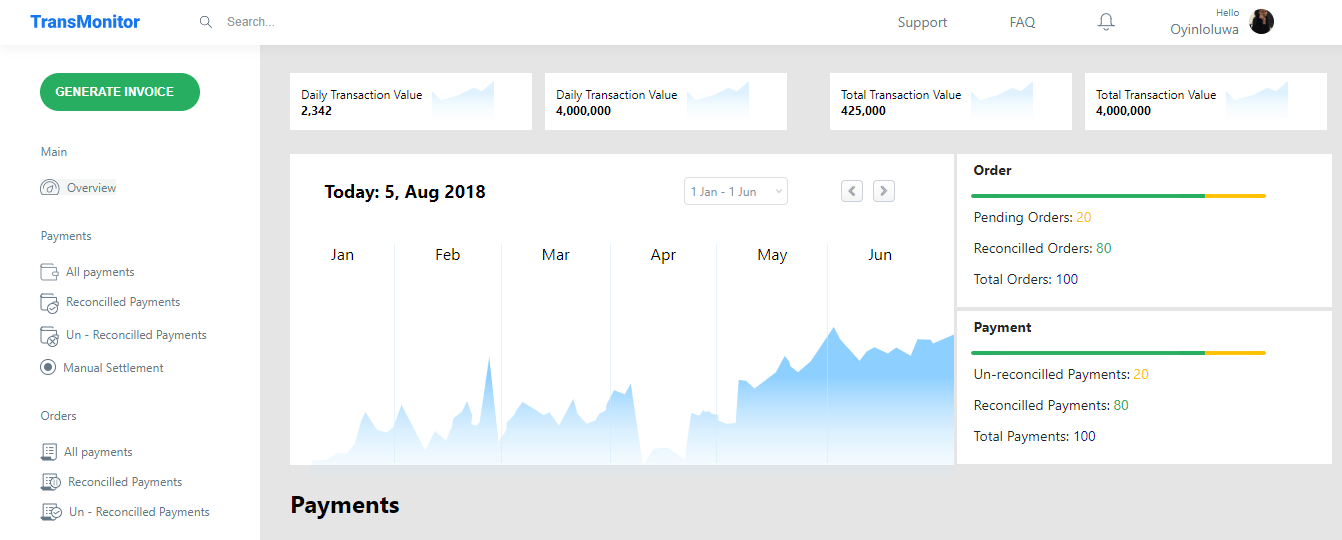 TransMonitor
Search...
Support
FAQ
Hello
Oyinloluwa
GENERATE INVOICE
Main
Overview
Payments
All payments
Reconcilled Payments
Un - Reconcilled Payments
Manual Settlement
Orders
All payments
Reconcilled Payments
Un - Reconcilled Payments
Daily Transaction Value
2,342
Daily Transaction Value
4,000,000
Total Transaction Value
425,000
Total Transaction Value
4,000,000
Today: 5, Aug 2018
1 Jan - 1 Jun
Jan
Feb
Mar
Apr
May
Jun
Order
Pending Orders: 20
Reconcilled Orders: 80
Total Orders: 100
Payment
Un-reconcilled Payments: 20
Reconcilled Payments: 80
Total Payments: 100
Payments